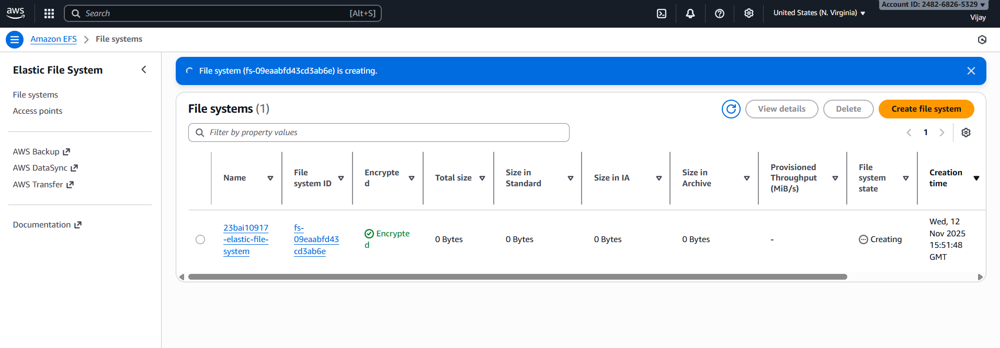 aws
Search
[Alt+S]
United States (N. Virginia)
Account ID: 2482-6826-5329
Vijay
Amazon EFS
File systems
Elastic File System
File systems
Access points
AWS Backup
AWS DataSync
AWS Transfer
Documentation
File system (fs-09eaabfd43cd3ab6e) is creating.
File systems (1)
View details
Delete
Create file system
Filter by property values
1
Name
File
system ID
Encrypte
d
Total size
Size in
Standard
Size in IA
Size in
Archive
Provisioned
Throughput
(MiB/s)
File
system
state
Creation
time
23bai10917
-elastic-file-
system
fs-
09eaabfd43
cd3ab6e
Encrypte
d
0 Bytes
0 Bytes
0 Bytes
0 Bytes
-
Creating
Wed, 12
Nov 2025
15:51:48
GMT